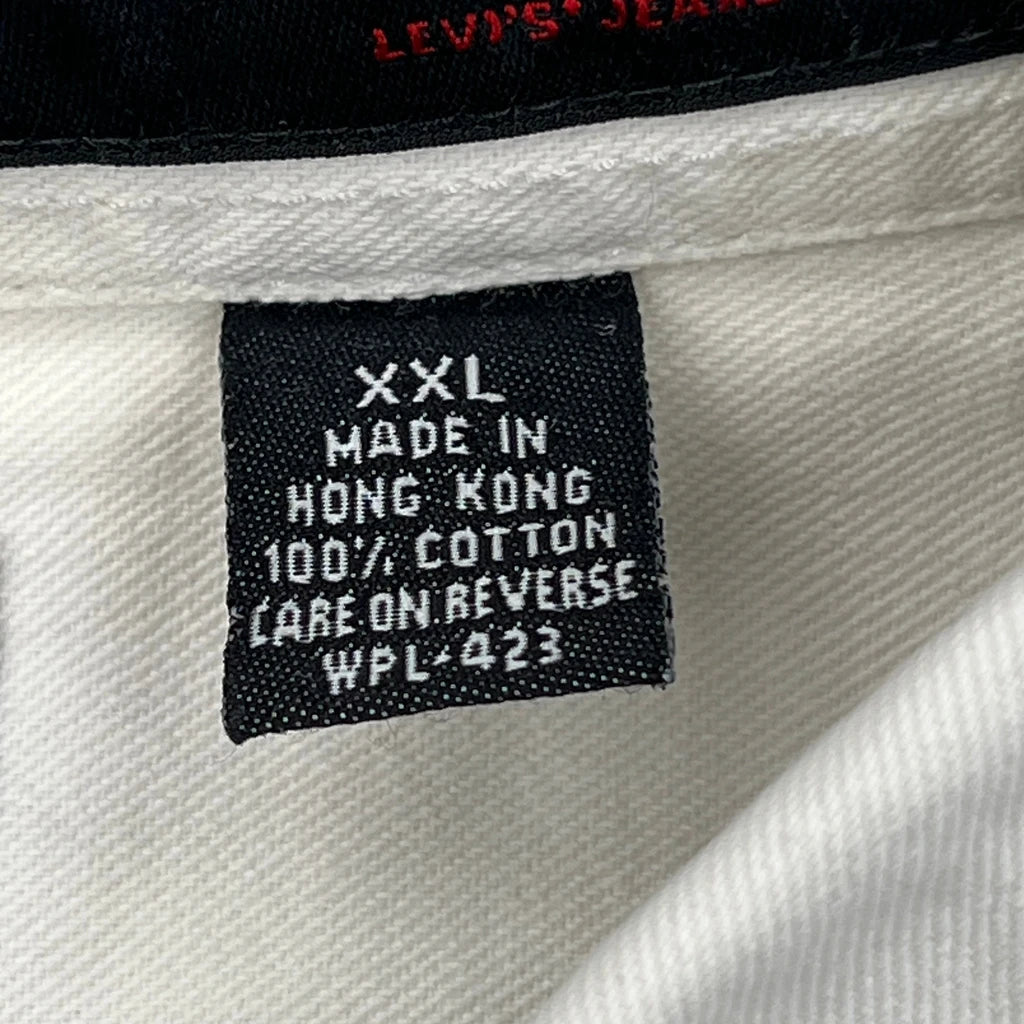 LEVI'S* JEANS
XXL
MADE IN
HONG KONG
100% COTTON
CARE ON REVERSE
WPL-423